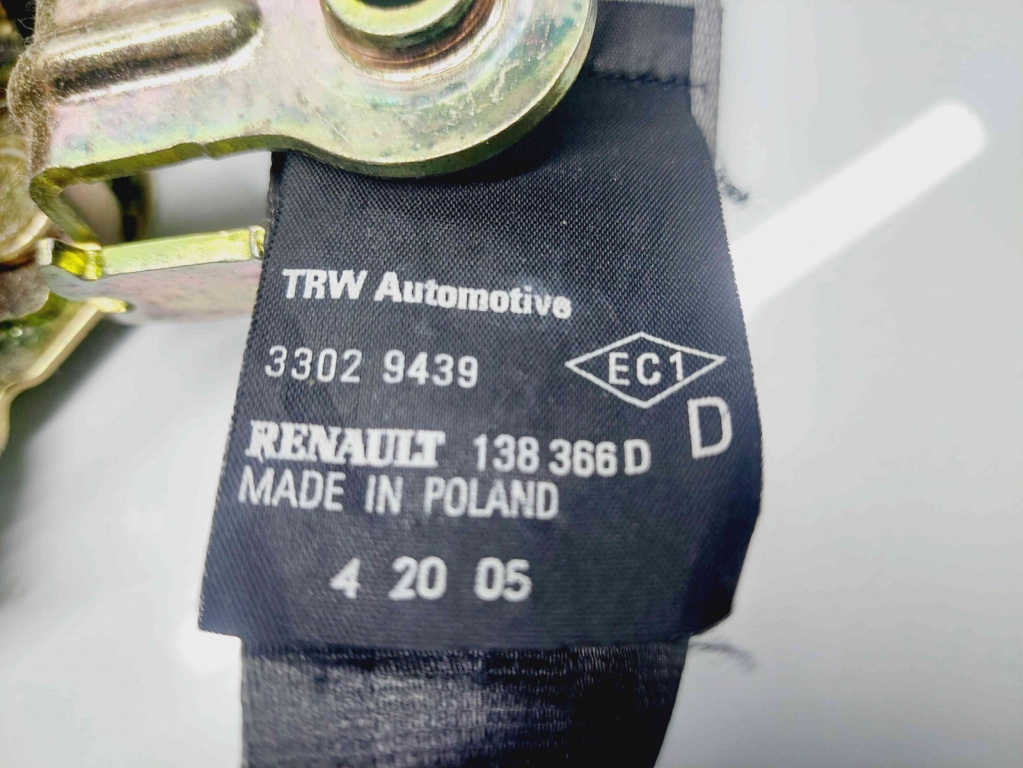 TRW Automotive
3302 9439 EC1
D
RENAULT 138 366 D
MADE IN POLAND
4 20 05